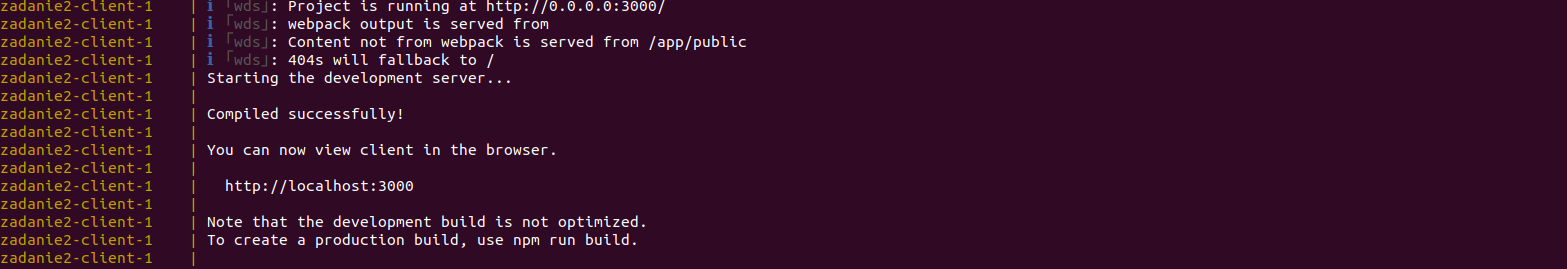 zadanie2-client-1 | ℹ ｢wds｣: Project is running at http://0.0.0.0:3000/
zadanie2-client-1 | ℹ ｢wds｣: webpack output is served from
zadanie2-client-1 | ℹ ｢wds｣: Content not from webpack is served from /app/public
zadanie2-client-1 | ℹ ｢wds｣: 404s will fallback to /
zadanie2-client-1 | Starting the development server...
zadanie2-client-1 |
zadanie2-client-1 | Compiled successfully!
zadanie2-client-1 |
zadanie2-client-1 | You can now view client in the browser.
zadanie2-client-1 |
zadanie2-client-1 |   http://localhost:3000
zadanie2-client-1 |
zadanie2-client-1 | Note that the development build is not optimized.
zadanie2-client-1 | To create a production build, use npm run build.
zadanie2-client-1 |